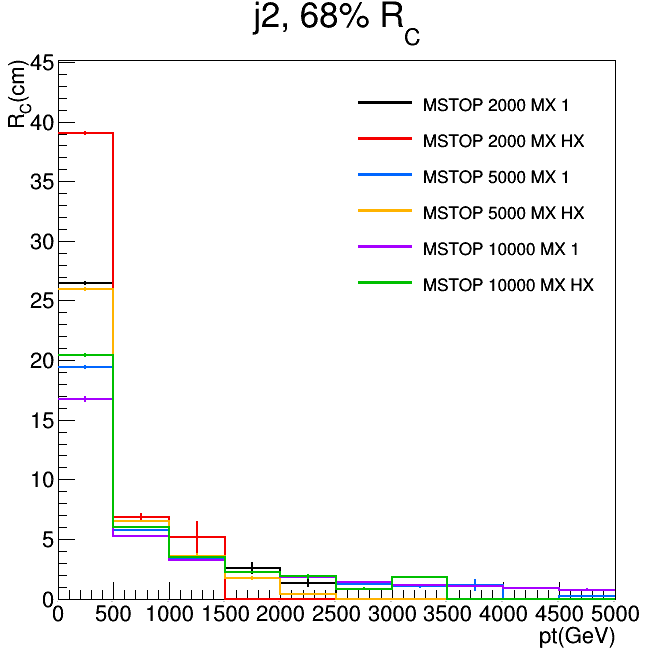 j2, 68% R_C
R_C(cm)
45
40
35
30
25
20
15
10
5
0
MSTOP 2000 MX 1
MSTOP 2000 MX HX
MSTOP 5000 MX 1
MSTOP 5000 MX HX
MSTOP 10000 MX 1
MSTOP 10000 MX HX
0 500 1000 1500 2000 2500 3000 3500 4000 4500 5000
pt(GeV)